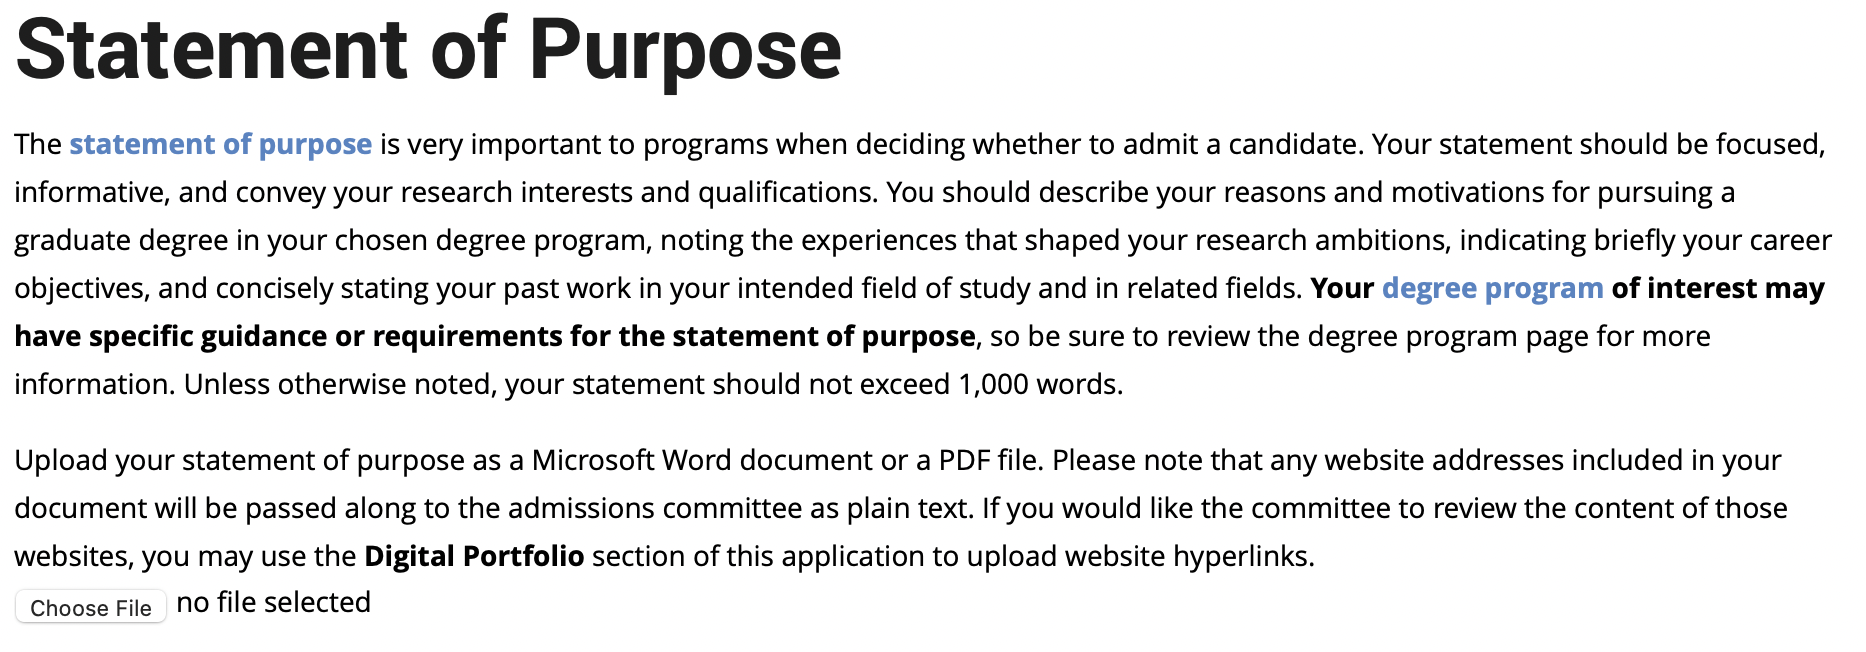 Statement of Purpose
The statement of purpose is very important to programs when deciding whether to admit a candidate. Your statement should be focused,
informative, and convey your research interests and qualifications. You should describe your reasons and motivations for pursuing a
graduate degree in your chosen degree program, noting the experiences that shaped your research ambitions, indicating briefly your career
objectives, and concisely stating your past work in your intended field of study and in related fields. Your degree program of interest may
have specific guidance or requirements for the statement of purpose, so be sure to review the degree program page for more
information. Unless otherwise noted, your statement should not exceed 1,000 words.
Upload your statement of purpose as a Microsoft Word document or a PDF file. Please note that any website addresses included in your
document will be passed along to the admissions committee as plain text. If you would like the committee to review the content of those
websites, you may use the Digital Portfolio section of this application to upload website hyperlinks.
Choose File no file selected